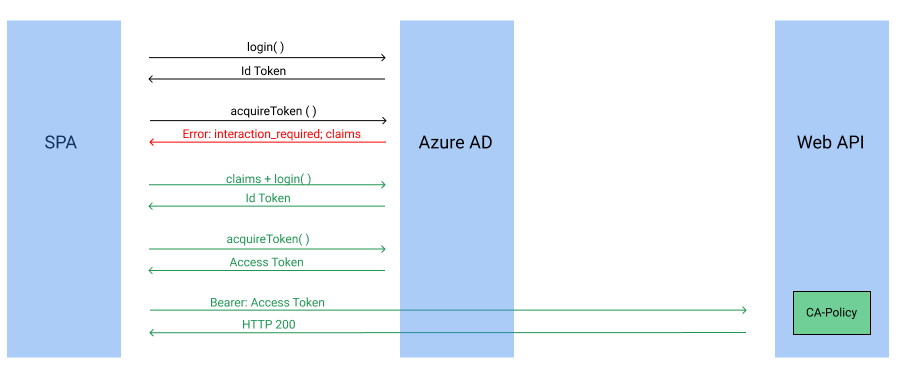 login( )
Id Token
acquireToken ( )
Error: interaction_required; claims
SPA
Azure AD
Web API
claims + login( )
Id Token
acquireToken( )
Access Token
Bearer: Access Token
CA-Policy
HTTP 200